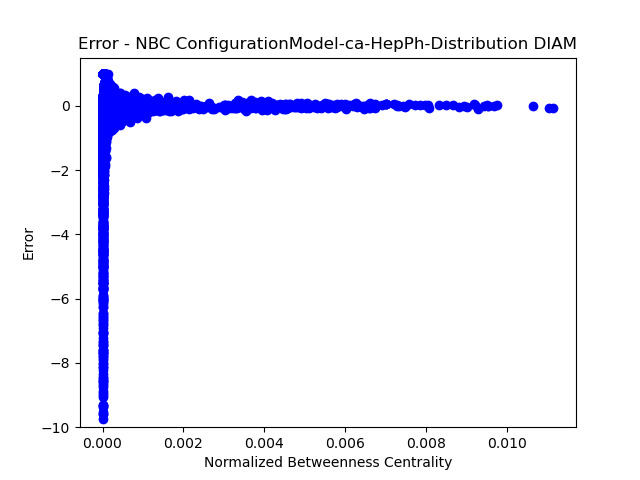 Error - NBC ConfigurationModel-ca-HepPh-Distribution DIAM
0
−2
−4
−6
−8
−10
Error
0.000 0.002 0.004 0.006 0.008 0.010
Normalized Betweenness Centrality